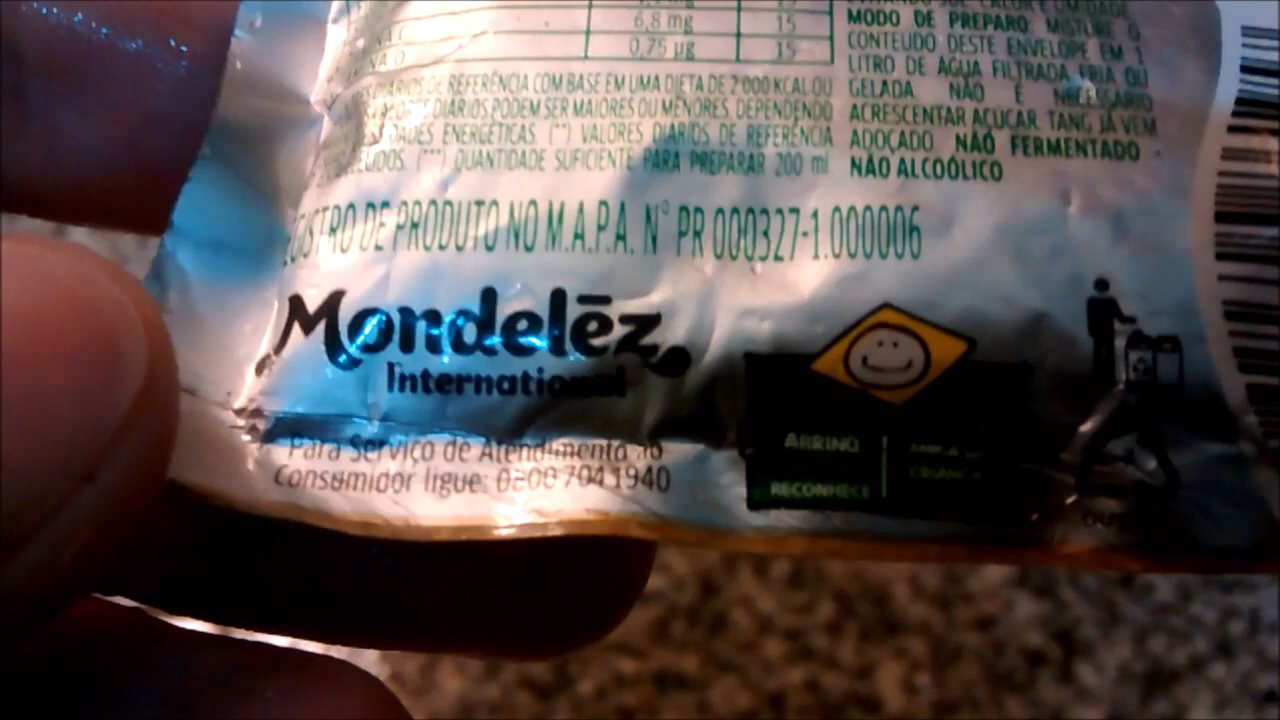 6,8 mg 15
0,75 µg 15
DIÁRIOS DE REFERÊNCIA COM BASE EM UMA DIETA DE 2000 KCAL OU
DIÁRIOS PODEM SER MAIORES OU MENORES DEPENDENDO
ENERGÉTICAS. (**) VALORES DIÁRIOS DE REFERÊNCIA
(***) QUANTIDADE SUFICIENTE PARA PREPARAR 200 ml
MODO DE PREPARO: MISTURE O
CONTEÚDO DESTE ENVELOPE EM 1
LITRO DE ÁGUA FILTRADA FRIA OU
GELADA. NÃO É NECESSÁRIO
ACRESCENTAR AÇÚCAR. TANG JÁ VEM
ADOÇADO. NÃO FERMENTADO
NÃO ALCOÓLICO
DE PRODUTO NO M.A.P.A. N° PR 000327-1.000006
Mondelēz
International
Para Serviço de Atendimento ao
Consumidor ligue: 0800 704 1940
ABRINQ
RECONHECE